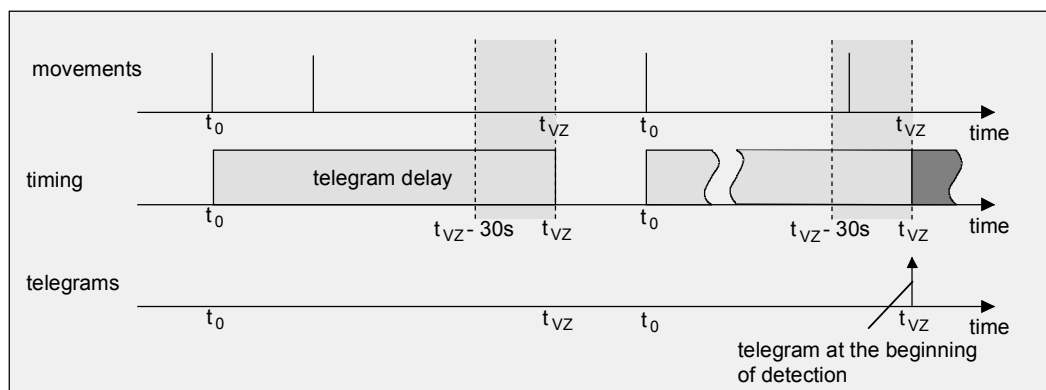 movements
t0 tVZ t0 tVZ time
timing
telegram delay
t0 tVZ - 30s tVZ t0 tVZ - 30s tVZ time
telegrams
t0 tVZ t0 tVZ time
telegram at the beginning
of detection